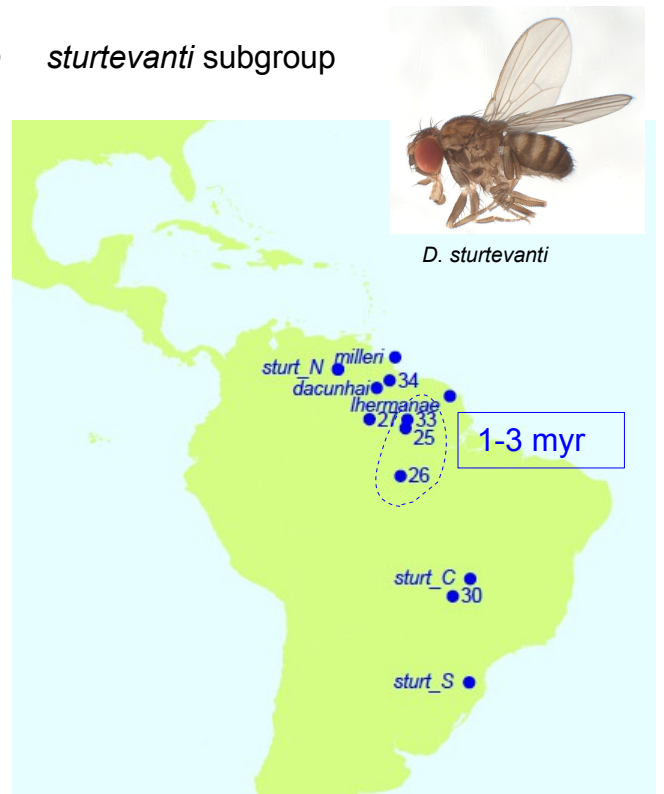 sturtevanti subgroup
D. sturtevanti
milleri
sturt_N
34
dacunhai
lhermanae
27
33
25
1-3 myr
26
sturt_C
30
sturt_S